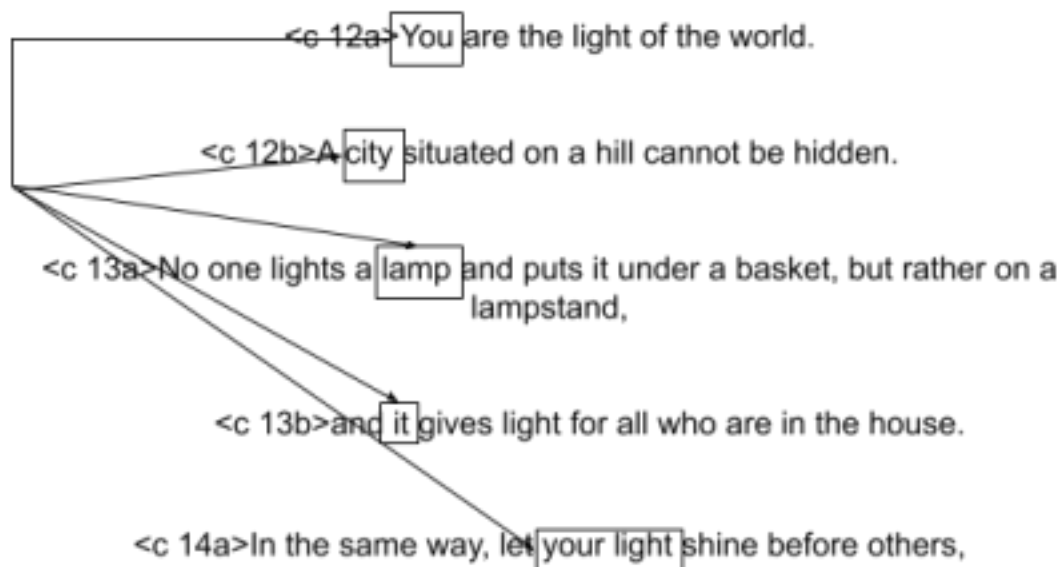 <c 12a>You are the light of the world.
<c 12b>A city situated on a hill cannot be hidden.
<c 13a>No one lights a lamp and puts it under a basket, but rather on a
lampstand,
<c 13b>and it gives light for all who are in the house.
<c 14a>In the same way, let your light shine before others,